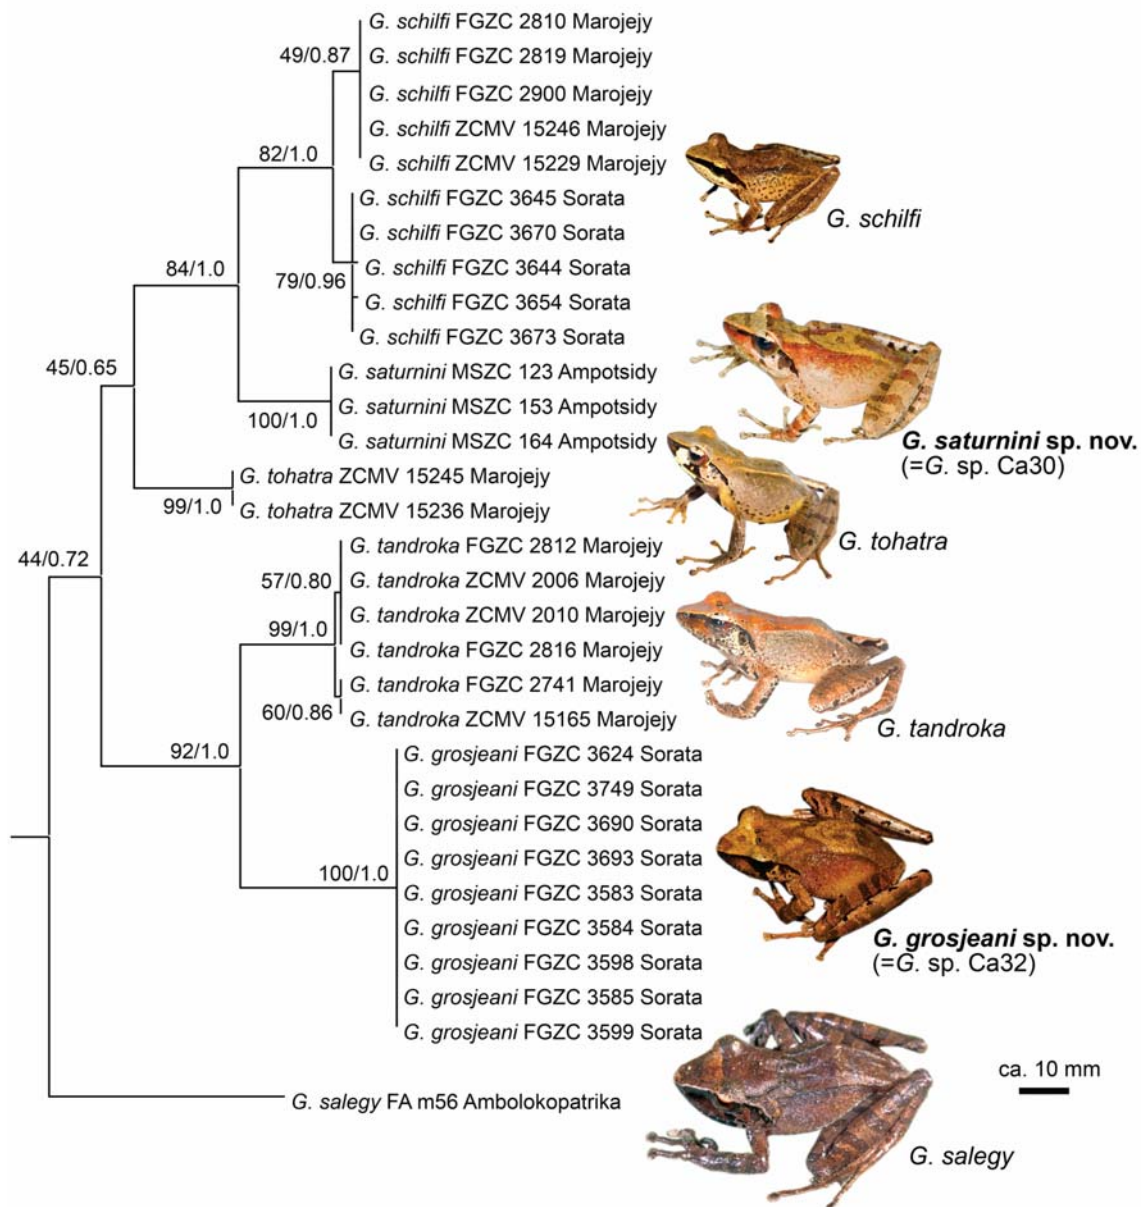 G. schilfi FGZC 2810 Marojejy
49/0.87
G. schilfi FGZC 2819 Marojejy
G. schilfi FGZC 2900 Marojejy
G. schilfi ZCMV 15246 Marojejy
82/1.0
G. schilfi ZCMV 15229 Marojejy
G. schilfi FGZC 3645 Sorata
G. schilfi
G. schilfi FGZC 3670 Sorata
84/1.0
G. schilfi FGZC 3644 Sorata
79/0.96
G. schilfi FGZC 3654 Sorata
G. schilfi FGZC 3673 Sorata
45/0.65
G. saturnini MSZC 123 Ampotsidy
G. saturnini MSZC 153 Ampotsidy
100/1.0
G. saturnini MSZC 164 Ampotsidy
G. saturnini sp. nov.
(=G. sp. Ca30)
G. tohatra ZCMV 15245 Marojejy
99/1.0
G. tohatra ZCMV 15236 Marojejy
G. tohatra
44/0.72
G. tandroka FGZC 2812 Marojejy
57/0.80
G. tandroka ZCMV 2006 Marojejy
G. tandroka ZCMV 2010 Marojejy
99/1.0
G. tandroka FGZC 2816 Marojejy
G. tandroka FGZC 2741 Marojejy
60/0.86
G. tandroka ZCMV 15165 Marojejy
G. tandroka
92/1.0
G. grosjeani FGZC 3624 Sorata
G. grosjeani FGZC 3749 Sorata
G. grosjeani FGZC 3690 Sorata
G. grosjeani FGZC 3693 Sorata
100/1.0
G. grosjeani FGZC 3583 Sorata
G. grosjeani FGZC 3584 Sorata
G. grosjeani sp. nov.
(=G. sp. Ca32)
G. grosjeani FGZC 3598 Sorata
G. grosjeani FGZC 3585 Sorata
G. grosjeani FGZC 3599 Sorata
ca. 10 mm
G. salegy FA m56 Ambolokopatrika
G. salegy